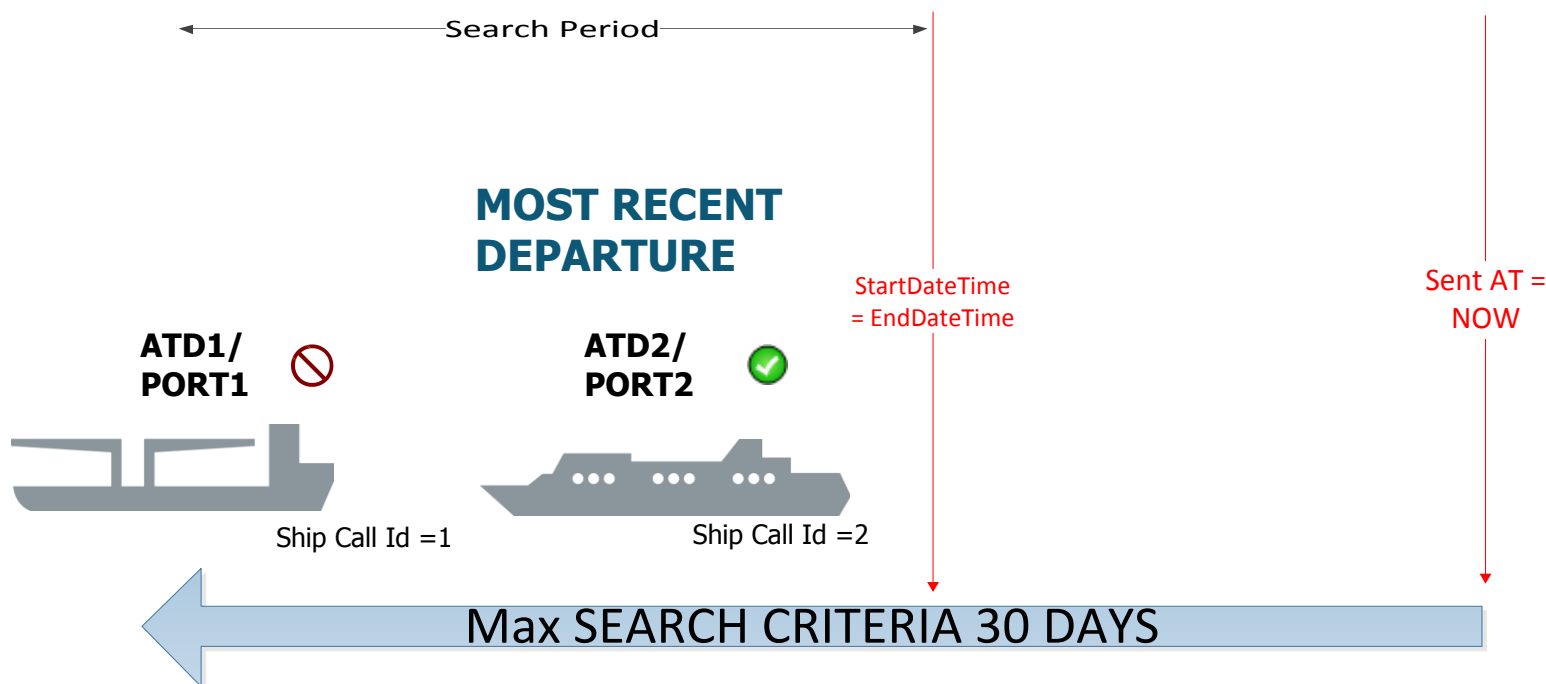 Search Period
MOST RECENT
DEPARTURE
StartDateTime
= EndDateTime
Sent AT =
NOW
ATD1/
PORT1
ATD2/
PORT2
Ship Call Id =1
Ship Call Id =2
Max SEARCH CRITERIA 30 DAYS